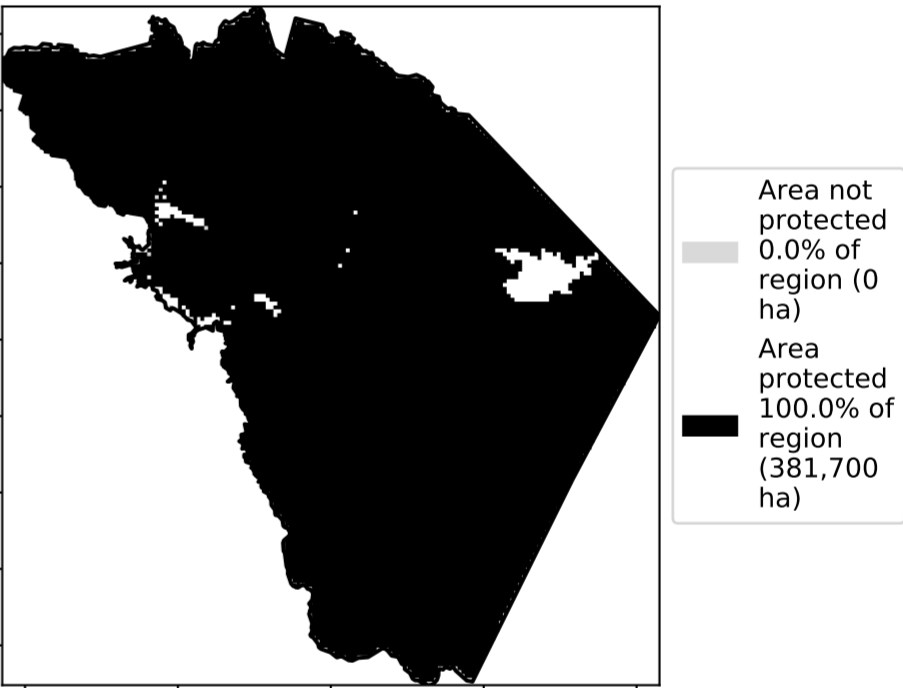 Area not
protected
0.0% of
region (0
ha)
Area
protected
100.0% of
region
(381,700
ha)